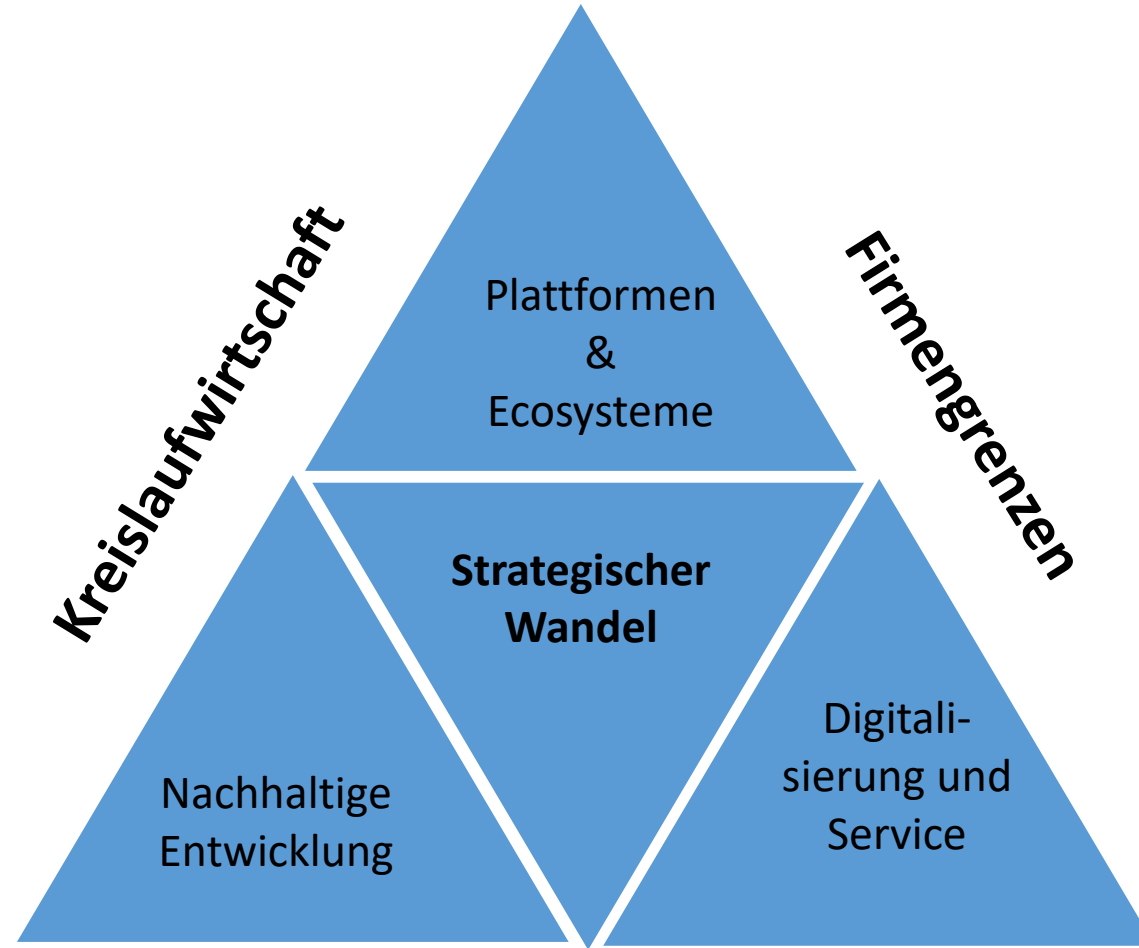 Kreislaufwirtschaft
Firmengrenzen
Plattformen
&
Ecosysteme
Strategischer
Wandel
Nachhaltige
Entwicklung
Digitali-
sierung und
Service